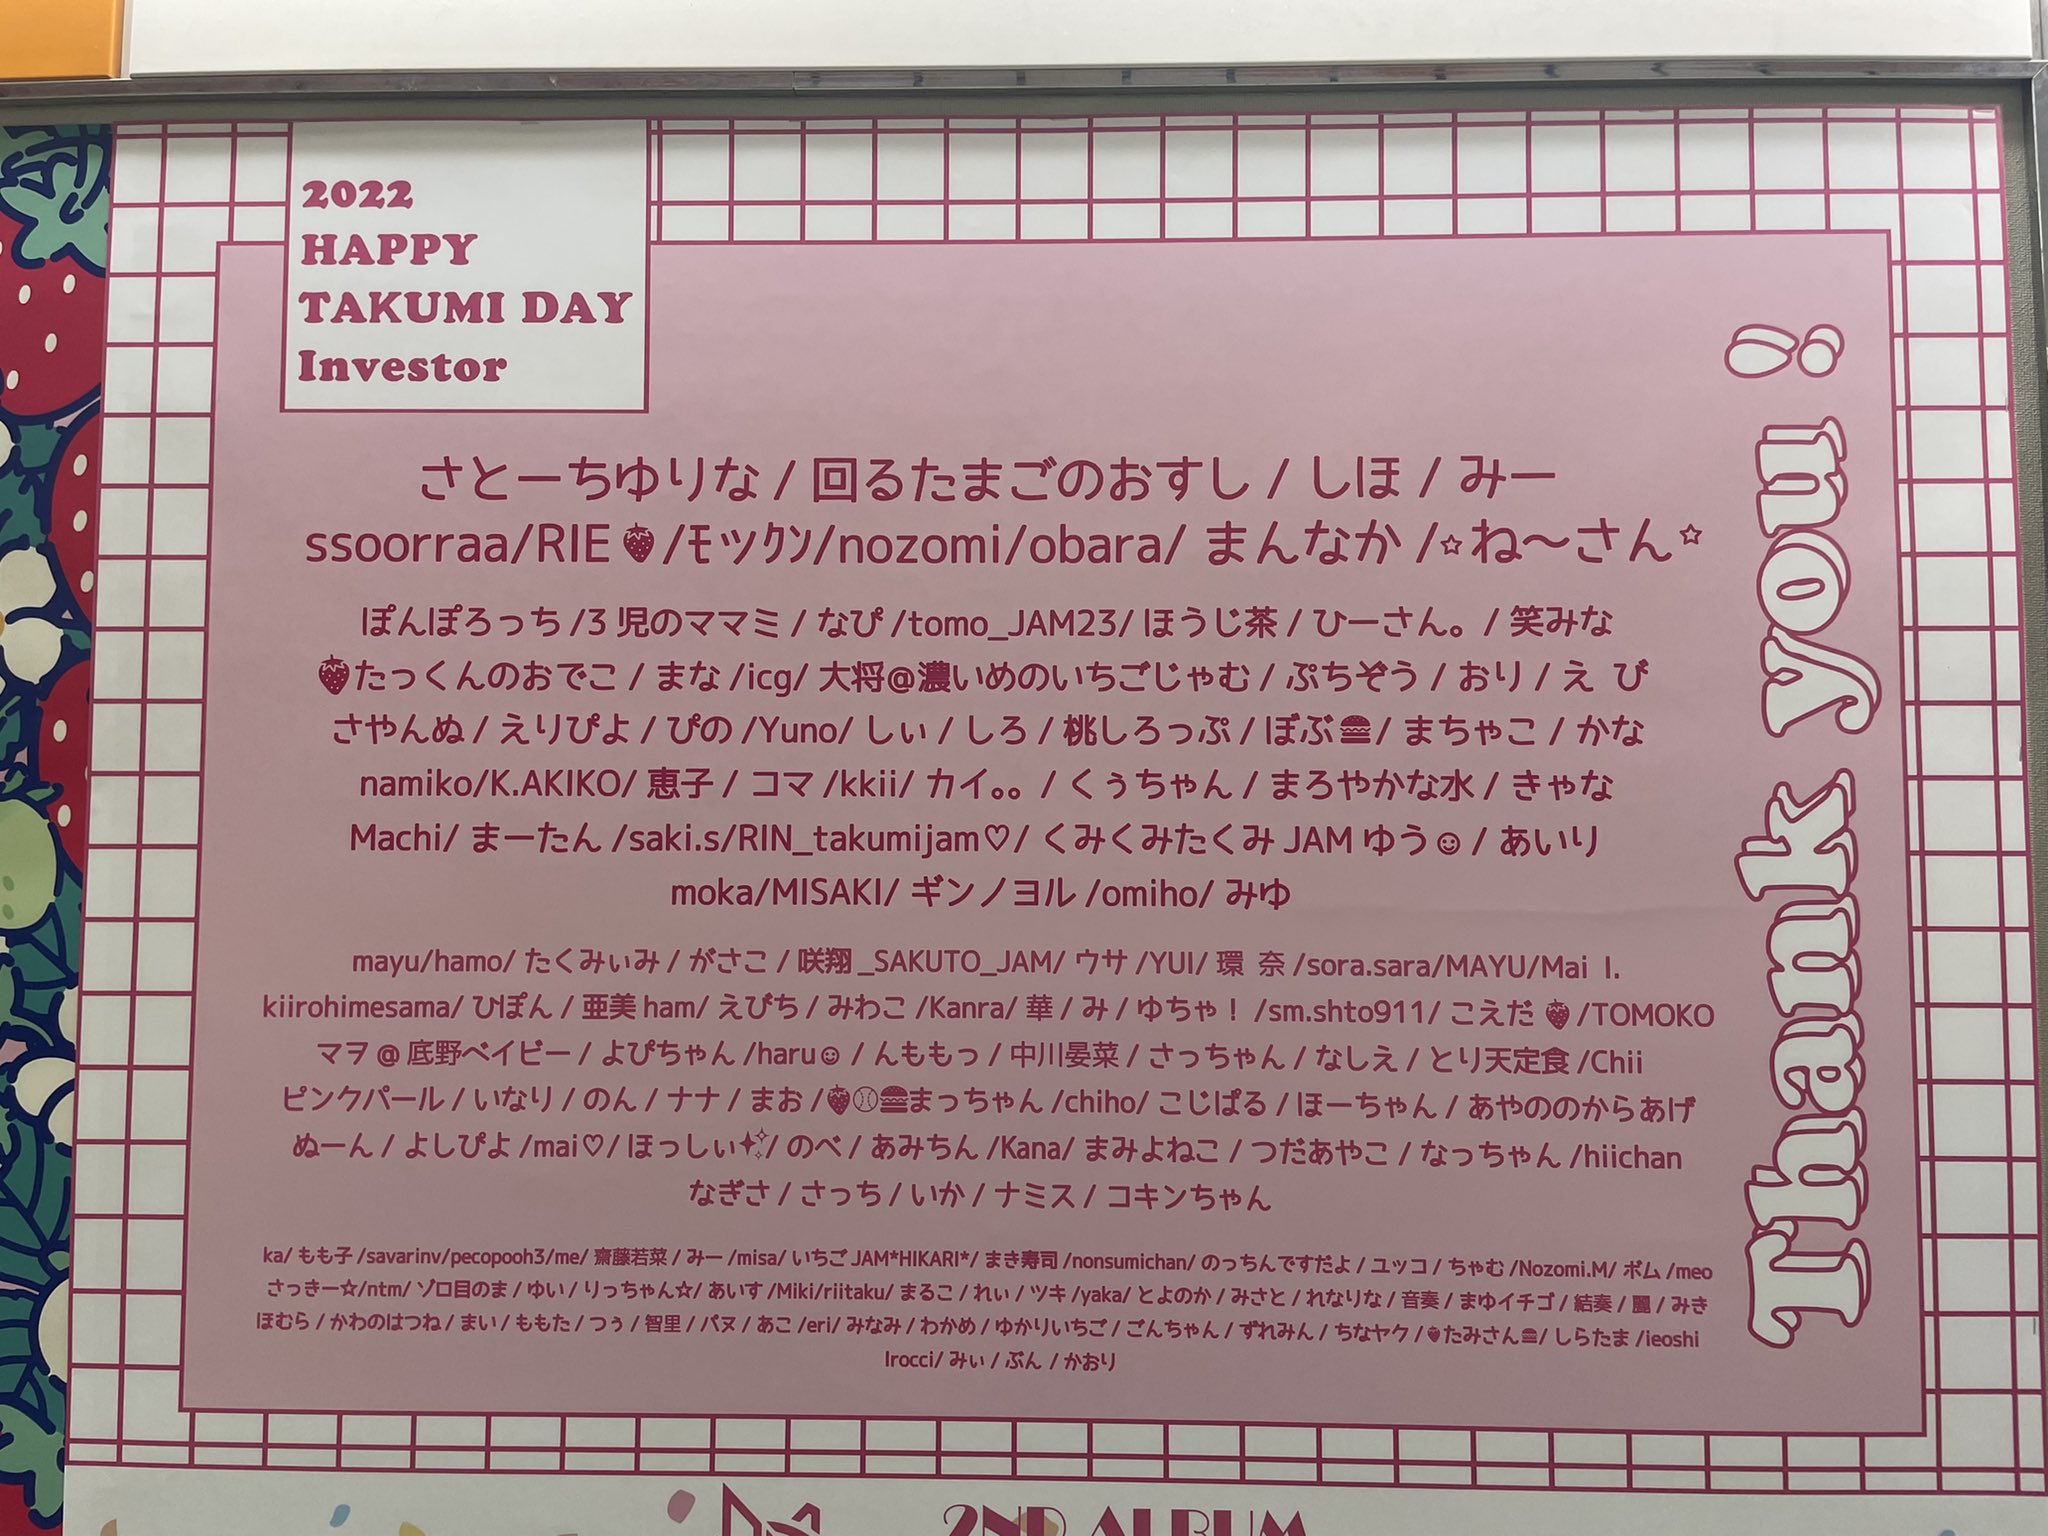 2022
HAPPY
TAKUMI DAY
Investor
さとーちゆりな / 回るたまごのおすし / しほ / みー
ssoorraa/RIE🍓/ﾓｯｸﾝ/nozomi/obara/ まんなか /☆ね〜さん☆
ぽんぽろっち /3 児のママミ / なぴ /tomo_JAM23/ ほうじ茶 / ひーさん。 / 笑みな
🍓たっくんのおでこ / まな /icg/ 大将@濃いめのいちごじゃむ / ぷちぞう / おり / え び
さやんぬ / えりぴよ / ぴの /Yuno/ しぃ / しろ / 桃しろっぷ / ぼぶ🍔/ まちゃこ / かな
namiko/K.AKIKO/ 恵子 / コマ /kkii/ カイ｡｡ / くぅちゃん / まろやかな水 / きゃな
Machi/ まーたん /saki.s/RIN_takumijam♡/ くみくみたくみ JAM ゆう☺ / あいり
moka/MISAKI/ ギンノヨル /omiho/ みゆ
mayu/hamo/ たくみぃみ / がさこ / 咲翔 _SAKUTO_JAM/ ウサ /YUI/ 環 奈 /sora.sara/MAYU/Mai I.
kiirohimesama/ ひぽん / 亜美 ham/ えびち / みわこ /Kanra/ 華 / み / ゆちゃ！ /sm.shto911/ こえだ 🍓 /TOMOKO
マヲ @ 底野ベイビー / よぴちゃん /haru☺ / んももっ / 中川晏菜 / さっちゃん / なしえ / とり天定食 /Chii
ピンクパール / いなり / のん / ナナ / まお /🍓⚾🍔まっちゃん /chiho/ こじぱる / ほーちゃん / あやののからあげ
ぬーん / よしぴよ /mai♡/ ほっしぃ✨/ のべ / あみちん /Kana/ まみよねこ / つだあやこ / なっちゃん /hiichan
なぎさ / さっち / いか / ナミス / コキンちゃん
ka/ もも子 /savarinv/pecopooh3/me/ 齋藤若菜 / みー /misa/ いちご JAM*HIKARI*/ まき寿司 /nonsumichan/ のっちんですだよ / ユッコ / ちゃむ /Nozomi.M/ ボム /meo
さっきー☆/ntm/ ゾロ目のま / ゆい / りっちゃん☆/ あいす /Miki/riitaku/ まるこ / れぃ / ツキ /yaka/ とよのか / みさと / れなりな / 音奏 / まゆイチゴ / 結奏 / 麗 / みき
ほむら / かわのはつね / まい / ももた / つぅ / 智里 / パヌ / あこ /eri/ みなみ / わかめ / ゆかりいちご / ごんちゃん / ずれみん / ちなヤク / 🍓たみさん🍔/ しらたま /ieoshi
Irocci/ みぃ / ぶん / かおり
Thank you !
2ND ALBUM